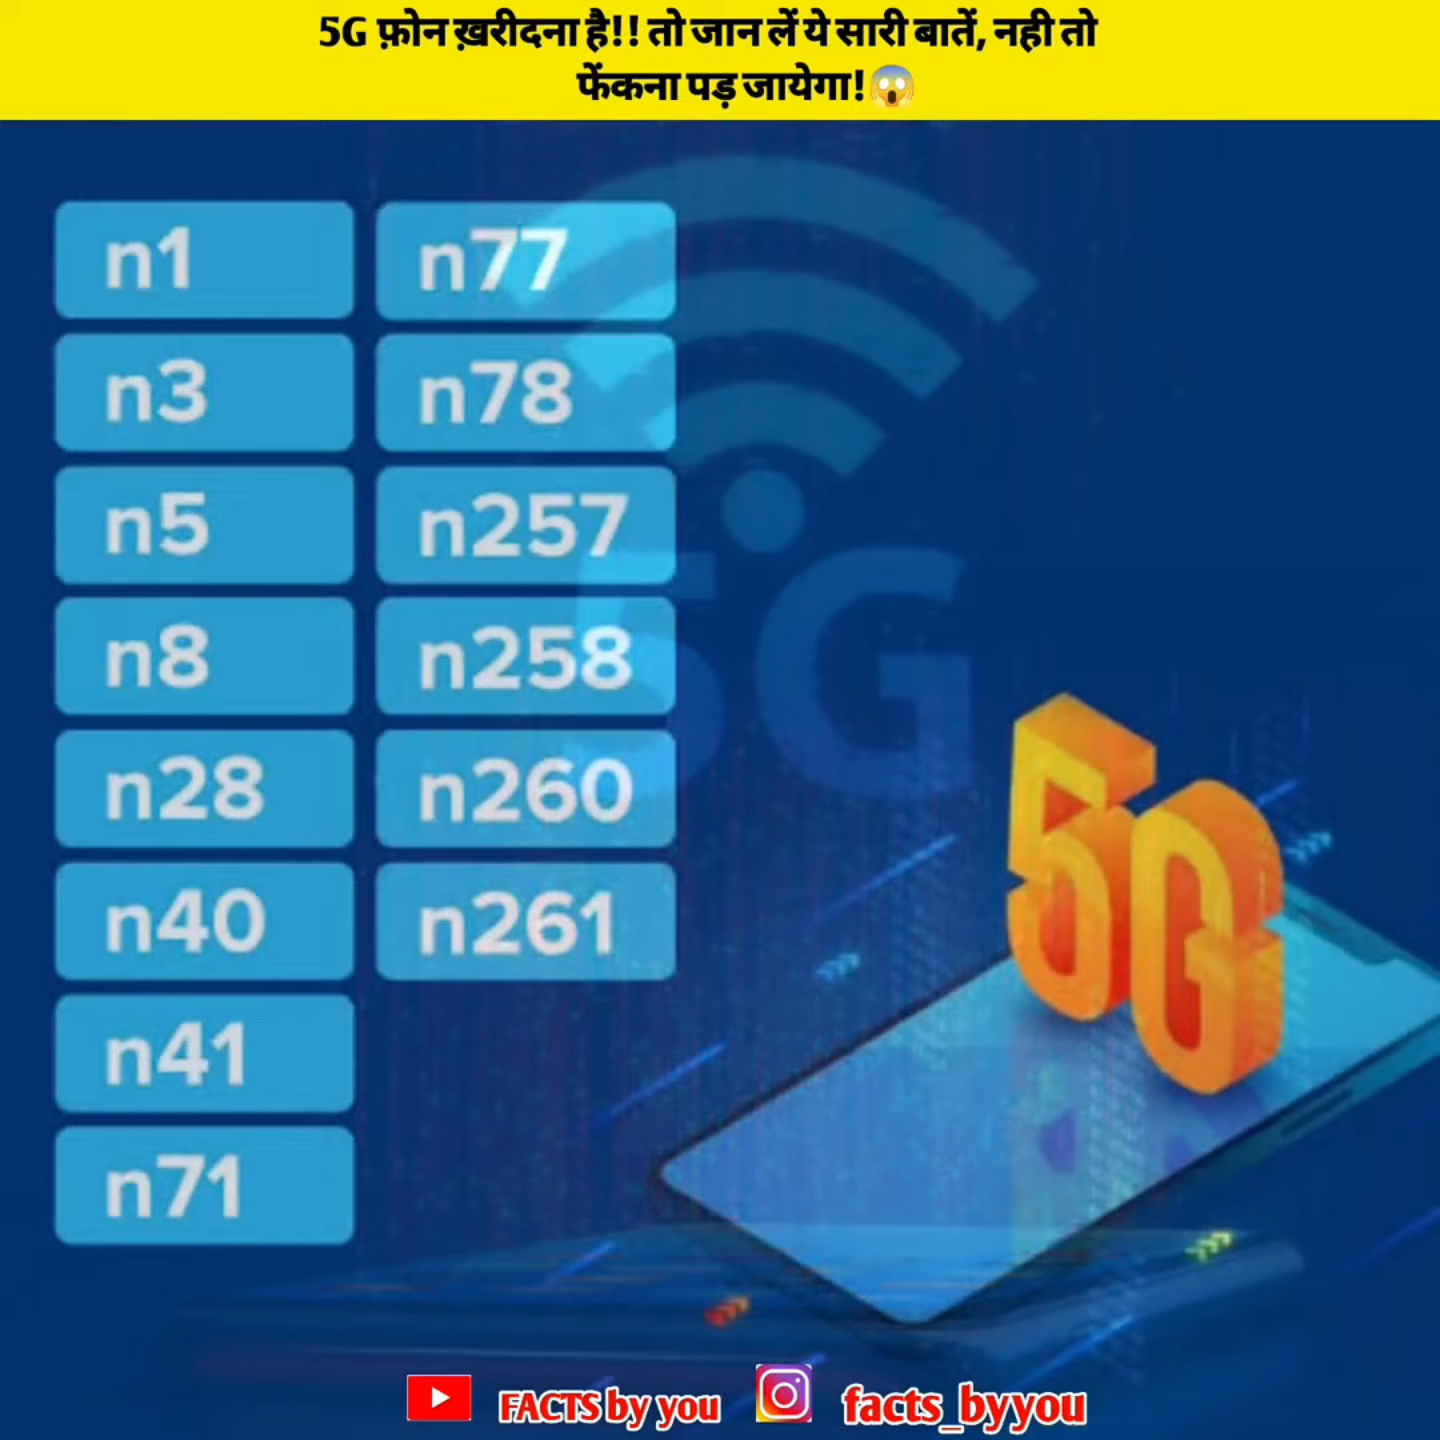 5G फ़ोन ख़रीदना है!! तो जान लें ये सारी बातें, नही तो
फेंकना पड़ जायेगा!😱
n1
n3
n5
n8
n28
n40
n41
n71
n77
n78
n257
n258
n260
n261
5G
5G
FACTS by you
facts_byyou